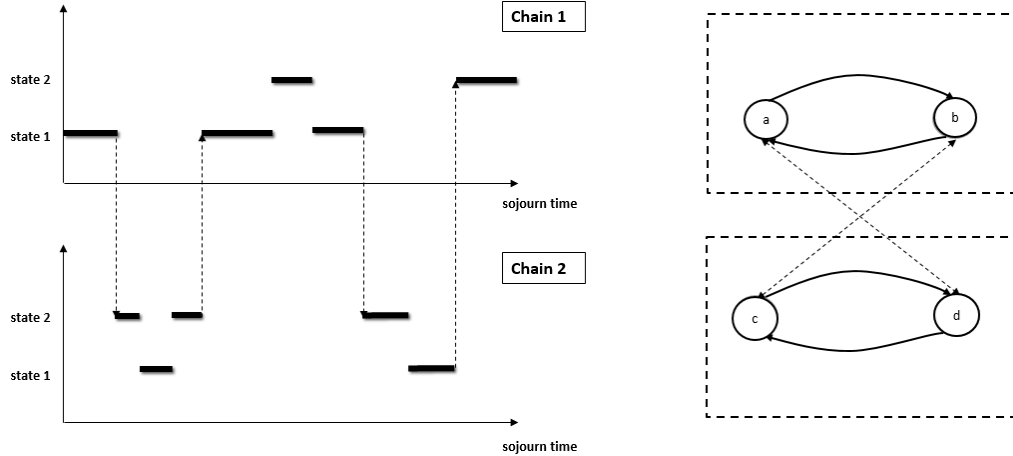 Chain 1
state 2
state 1
sojourn time
Chain 2
state 2
state 1
sojourn time
a
b
c
d